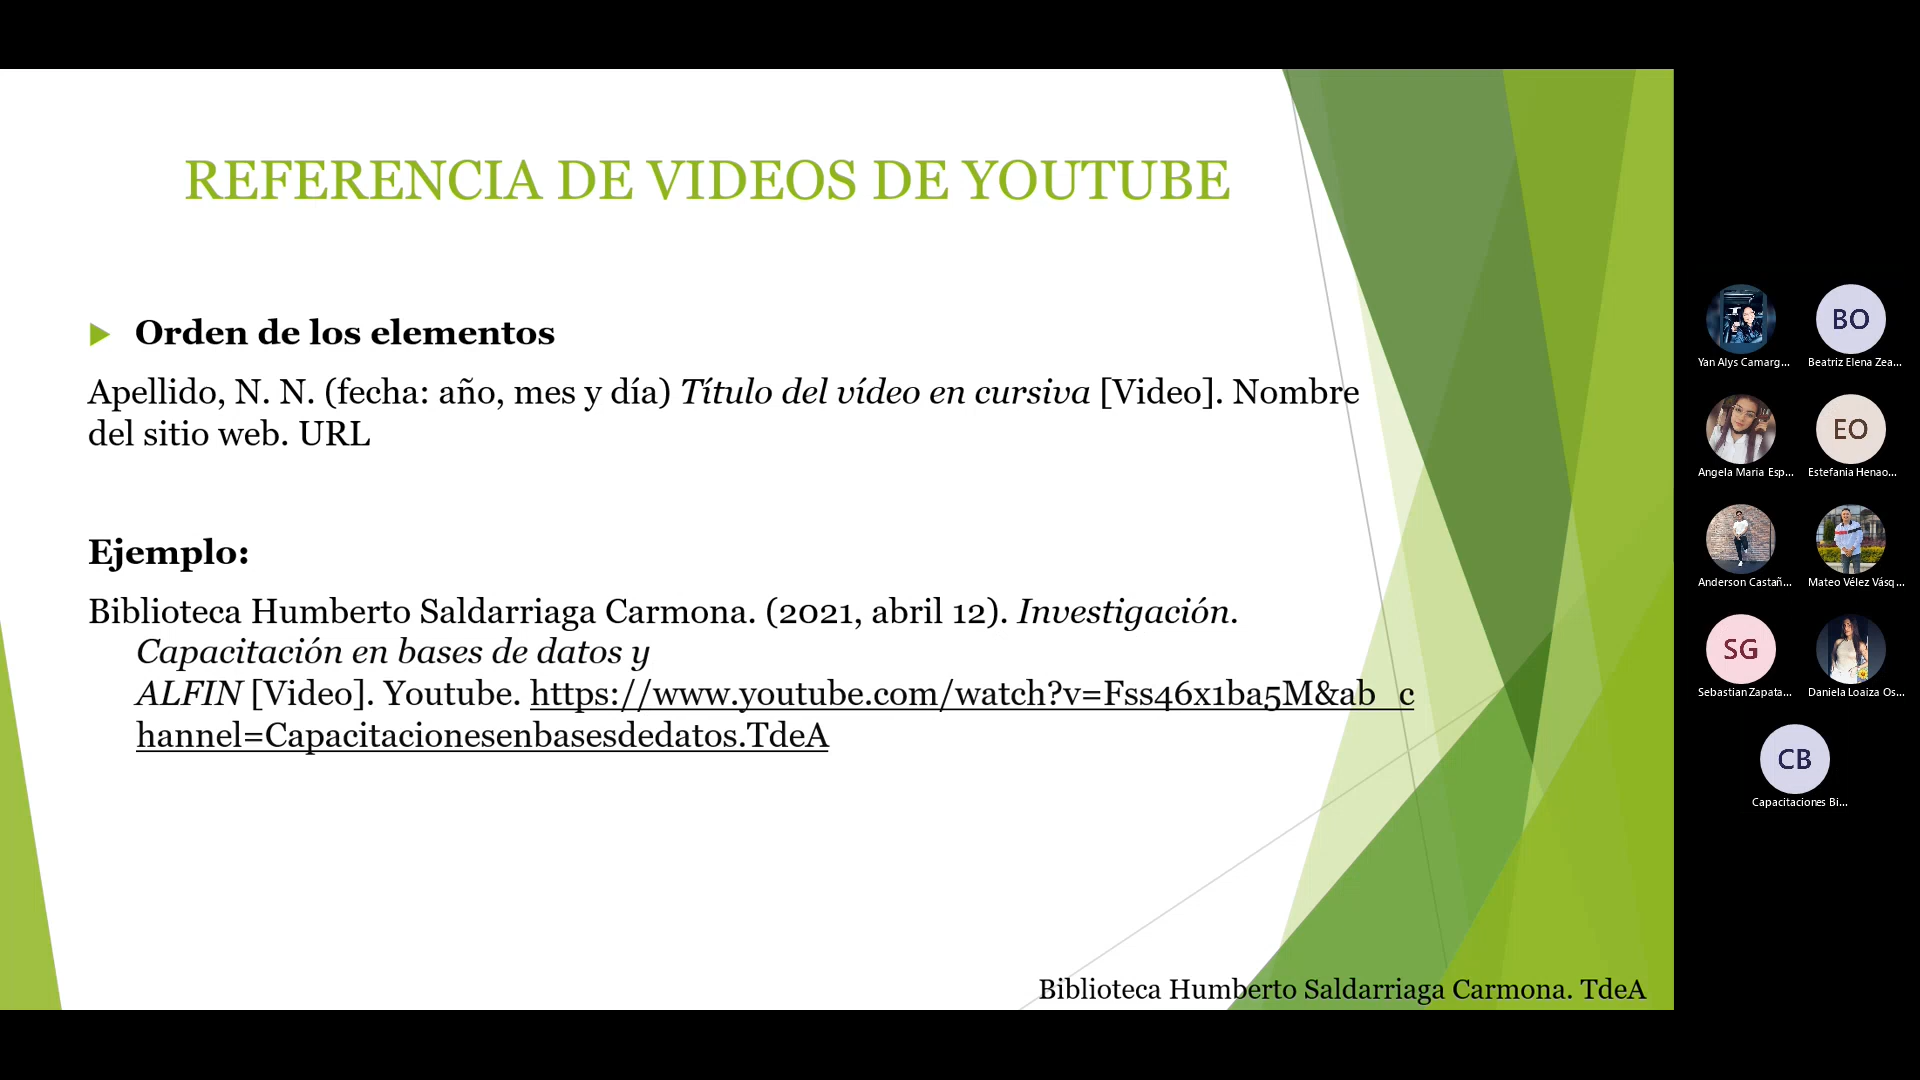 REFERENCIA DE VIDEOS DE YOUTUBE
Orden de los elementos
Apellido, N. N. (fecha: año, mes y día) Título del vídeo en cursiva [Video]. Nombre
del sitio web. URL
Ejemplo:
Biblioteca Humberto Saldarriaga Carmona. (2021, abril 12). Investigación.
Capacitación en bases de datos y
ALFIN [Video]. Youtube. https://www.youtube.com/watch?v=Fss46x1ba5M&ab_c
hannel=Capacitacionesenbasesdedatos.TdeA
Biblioteca Humberto Saldarriaga Carmona. TdeA
Yan Alys Camarg...
BO
Beatriz Elena Zea...
Angela Maria Esp...
EO
Estefania Henao...
Anderson Castañ...
Mateo Vélez Vásq...
SG
Sebastian Zapata...
Daniela Loaiza Os...
CB
Capacitaciones Bi...